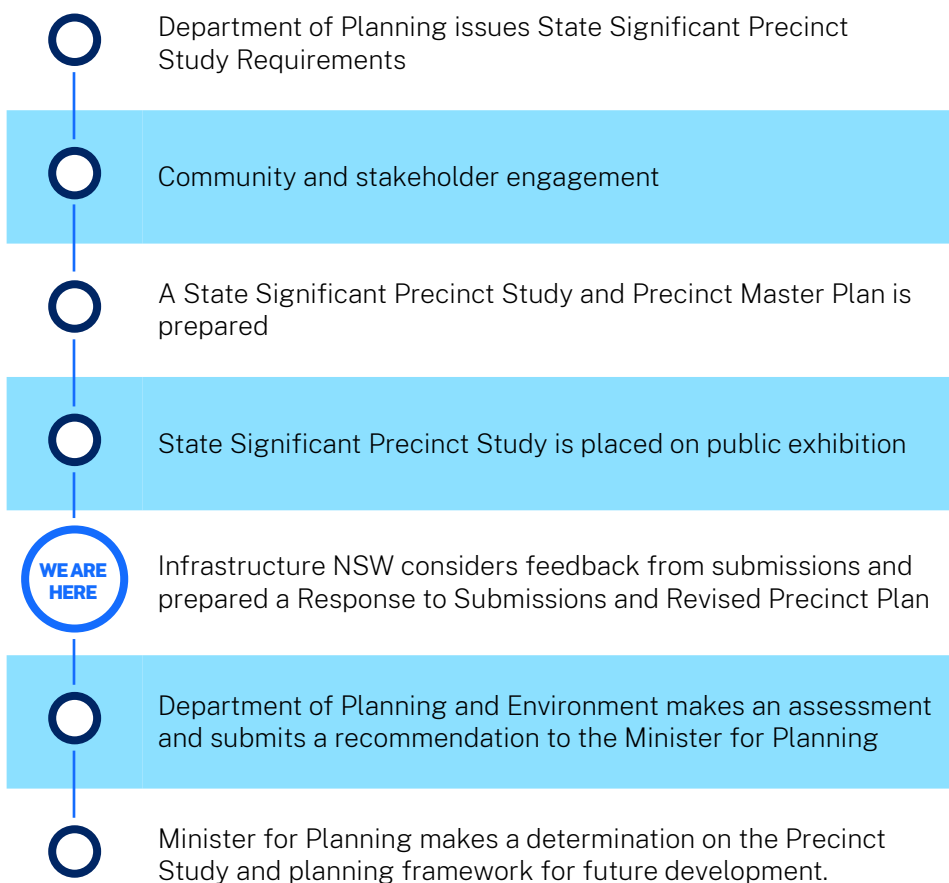 Department of Planning issues State Significant Precinct
Study Requirements
Community and stakeholder engagement
A State Significant Precinct Study and Precinct Master Plan is
prepared
State Significant Precinct Study is placed on public exhibition
WE ARE
HERE
Infrastructure NSW considers feedback from submissions and
prepared a Response to Submissions and Revised Precinct Plan
Department of Planning and Environment makes an assessment
and submits a recommendation to the Minister for Planning
Minister for Planning makes a determination on the Precinct
Study and planning framework for future development.